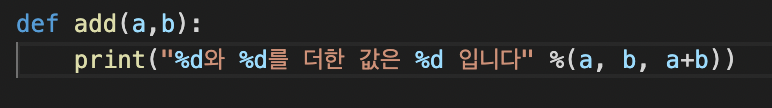 def add(a,b):
    print("%d와 %d를 더한 값은 %d 입니다" %(a, b, a+b))